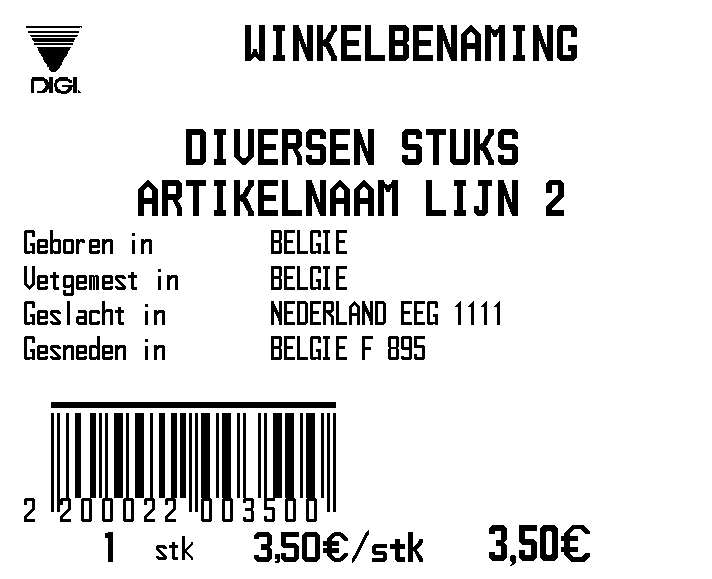 DIGI.
WINKELBENAMING
DIVERSEN STUKS
ARTIKELNAAM LIJN 2
Geboren in BELGIE
Vetgemest in BELGIE
Geslacht in NEDERLAND EEG 1111
Gesneden in BELGIE F 895
2 200022 003500
1 stk 3,50€/stk 3,50€